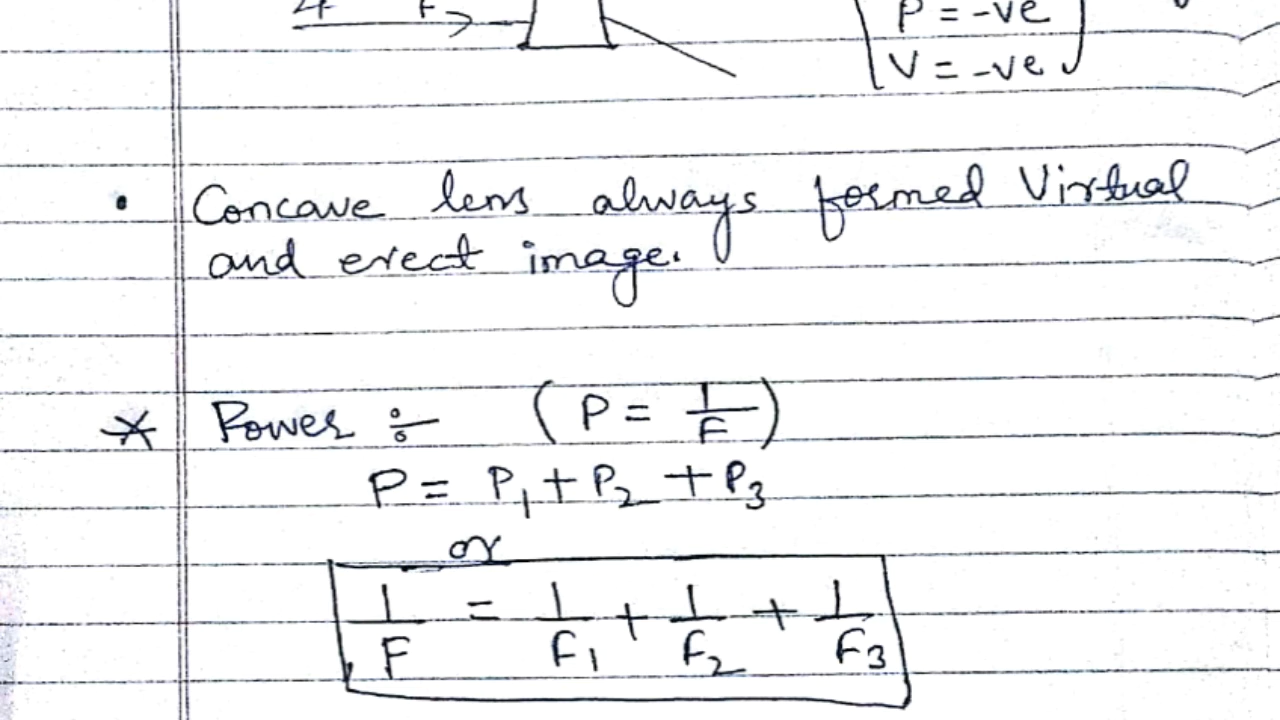 P = -ve
V = -ve
• Concave lens always formed Virtual
and erect image.
* Power ÷ (P = 1/F)
P = P₁ + P₂ + P₃
or
1/F = 1/F₁ + 1/F₂ + 1/F₃